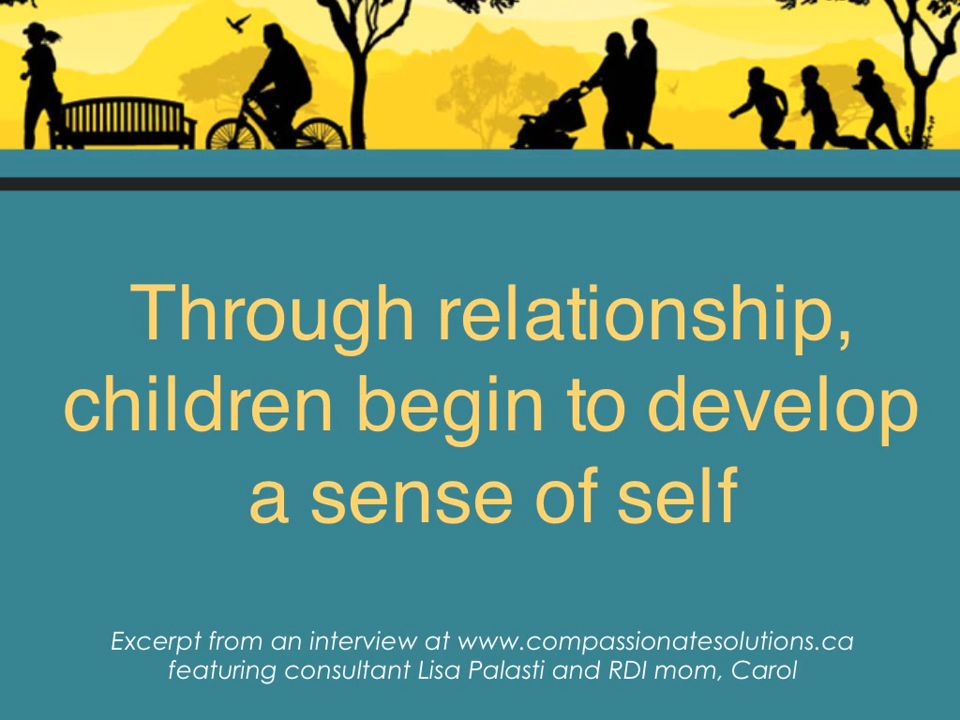 Through relationship,
children begin to develop
a sense of self
Excerpt from an interview at www.compassionatesolutions.ca
featuring consultant Lisa Palasti and RDI mom, Carol